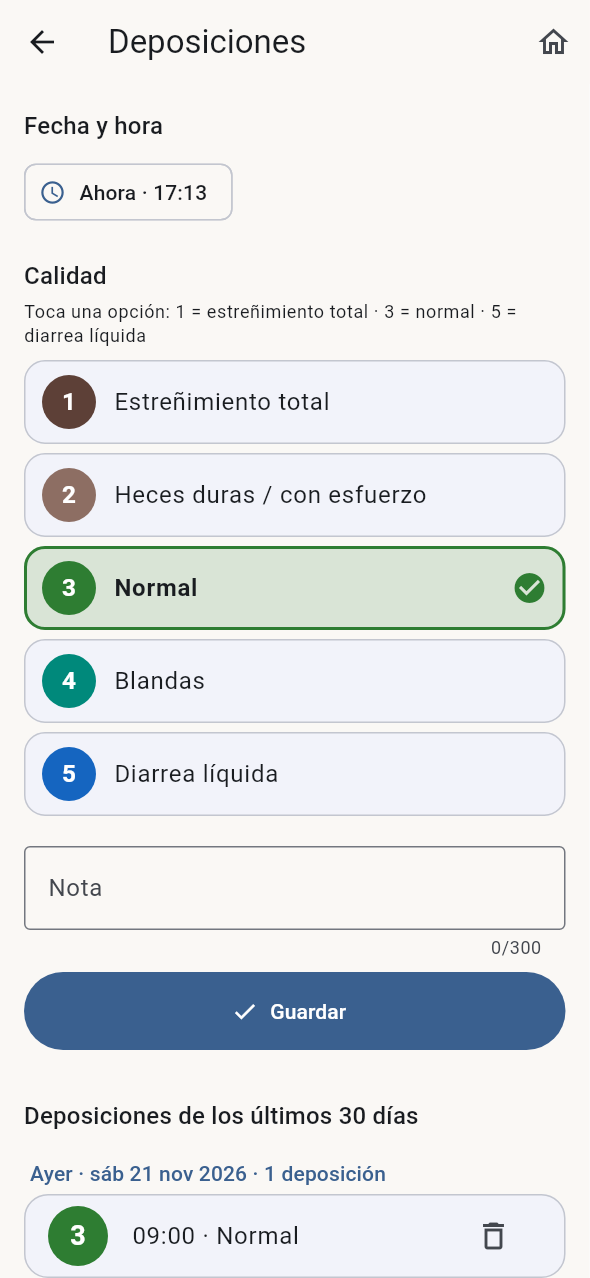 Deposiciones
Fecha y hora
Ahora · 17:13
Calidad
Toca una opción: 1 = estreñimiento total · 3 = normal · 5 =
diarrea líquida
1 Estreñimiento total
2 Heces duras / con esfuerzo
3 Normal
4 Blandas
5 Diarrea líquida
Nota
0/300
Guardar
Deposiciones de los últimos 30 días
Ayer · sáb 21 nov 2026 · 1 deposición
3 09:00 · Normal